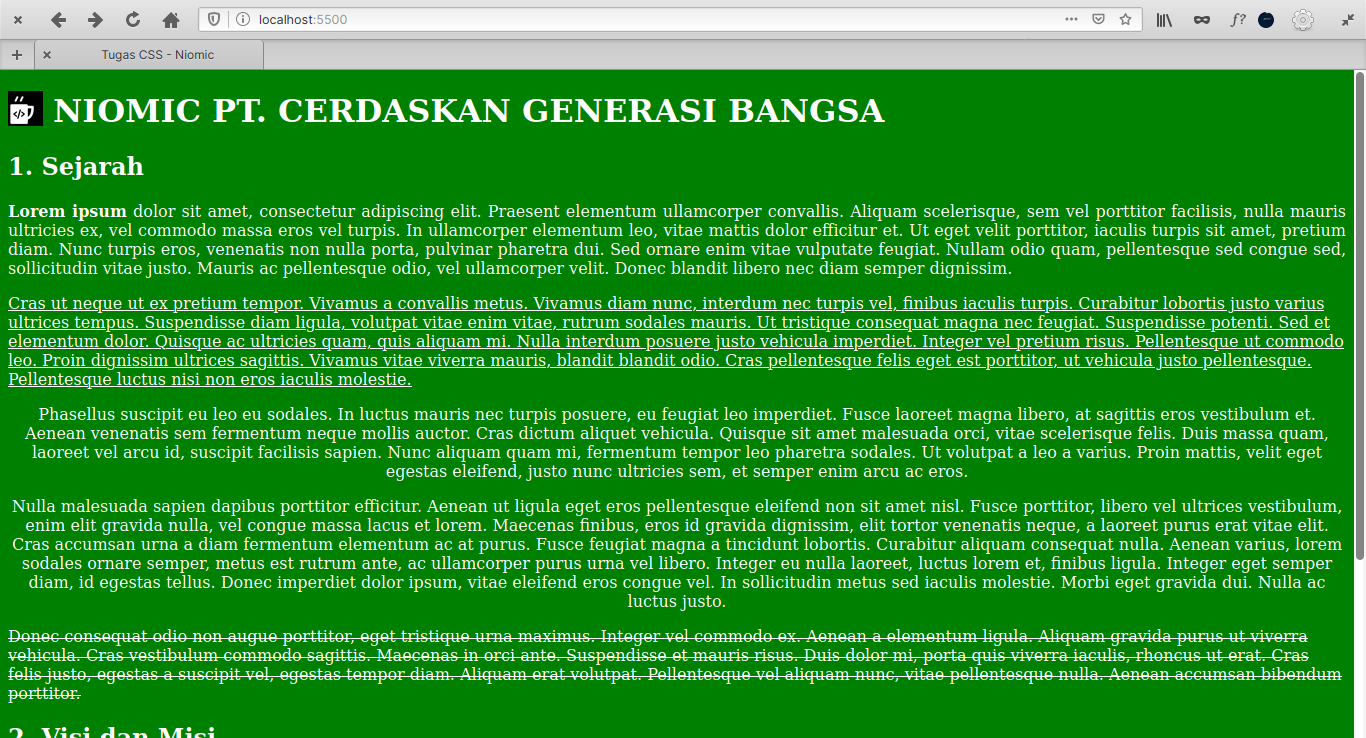 localhost:5500
f?
Tugas CSS - Niomic
NIOMIC PT. CERDASKAN GENERASI BANGSA
1. Sejarah
Lorem ipsum dolor sit amet, consectetur adipiscing elit. Praesent elementum ullamcorper convallis. Aliquam scelerisque, sem vel porttitor facilisis, nulla mauris
ultricies ex, vel commodo massa eros vel turpis. In ullamcorper elementum leo, vitae mattis dolor efficitur et. Ut eget velit porttitor, iaculis turpis sit amet, pretium
diam. Nunc turpis eros, venenatis non nulla porta, pulvinar pharetra dui. Sed ornare enim vitae vulputate feugiat. Nullam odio quam, pellentesque sed congue sed,
sollicitudin vitae justo. Mauris ac pellentesque odio, vel ullamcorper velit. Donec blandit libero nec diam semper dignissim.
Cras ut neque ut ex pretium tempor. Vivamus a convallis metus. Vivamus diam nunc, interdum nec turpis vel, finibus iaculis turpis. Curabitur lobortis justo varius
ultrices tempus. Suspendisse diam ligula, volutpat vitae enim vitae, rutrum sodales mauris. Ut tristique consequat magna nec feugiat. Suspendisse potenti. Sed et
elementum dolor. Quisque ac ultricies quam, quis aliquam mi. Nulla interdum posuere justo vehicula imperdiet. Integer vel pretium risus. Pellentesque ut commodo
leo. Proin dignissim ultrices sagittis. Vivamus vitae viverra mauris, blandit blandit odio. Cras pellentesque felis eget est porttitor, ut vehicula justo pellentesque.
Pellentesque luctus nisi non eros iaculis molestie.
Phasellus suscipit eu leo eu sodales. In luctus mauris nec turpis posuere, eu feugiat leo imperdiet. Fusce laoreet magna libero, at sagittis eros vestibulum et.
Aenean venenatis sem fermentum neque mollis auctor. Cras dictum aliquet vehicula. Quisque sit amet malesuada orci, vitae scelerisque felis. Duis massa quam,
laoreet vel arcu id, suscipit facilisis sapien. Nunc aliquam quam mi, fermentum tempor leo pharetra sodales. Ut volutpat a leo a varius. Proin mattis, velit eget
egestas eleifend, justo nunc ultricies sem, et semper enim arcu ac eros.
Nulla malesuada sapien dapibus porttitor efficitur. Aenean ut ligula eget eros pellentesque eleifend non sit amet nisl. Fusce porttitor, libero vel ultrices vestibulum,
enim elit gravida nulla, vel congue massa lacus et lorem. Maecenas finibus, eros id gravida dignissim, elit tortor venenatis neque, a laoreet purus erat vitae elit.
Cras accumsan urna a diam fermentum elementum ac at purus. Fusce feugiat magna a tincidunt lobortis. Curabitur aliquam consequat nulla. Aenean varius, lorem
sodales ornare semper, metus est rutrum ante, ac ullamcorper purus urna vel libero. Integer eu nulla laoreet, luctus lorem et, finibus ligula. Integer eget semper
diam, id egestas tellus. Donec imperdiet dolor ipsum, vitae eleifend eros congue vel. In sollicitudin metus sed iaculis molestie. Morbi eget gravida dui. Nulla ac
luctus justo.
Donec consequat odio non augue porttitor, eget tristique urna maximus. Integer vel commodo ex. Aenean a elementum ligula. Aliquam gravida purus ut viverra
vehicula. Cras vestibulum commodo sagittis. Maecenas in orci ante. Suspendisse et mauris risus. Duis dolor mi, porta quis viverra iaculis, rhoncus ut erat. Cras
felis justo, egestas a suscipit vel, egestas tempor diam. Aliquam erat volutpat. Pellentesque vel aliquam nunc, vitae pellentesque nulla. Aenean accumsan bibendum
porttitor.
2. Visi dan Misi